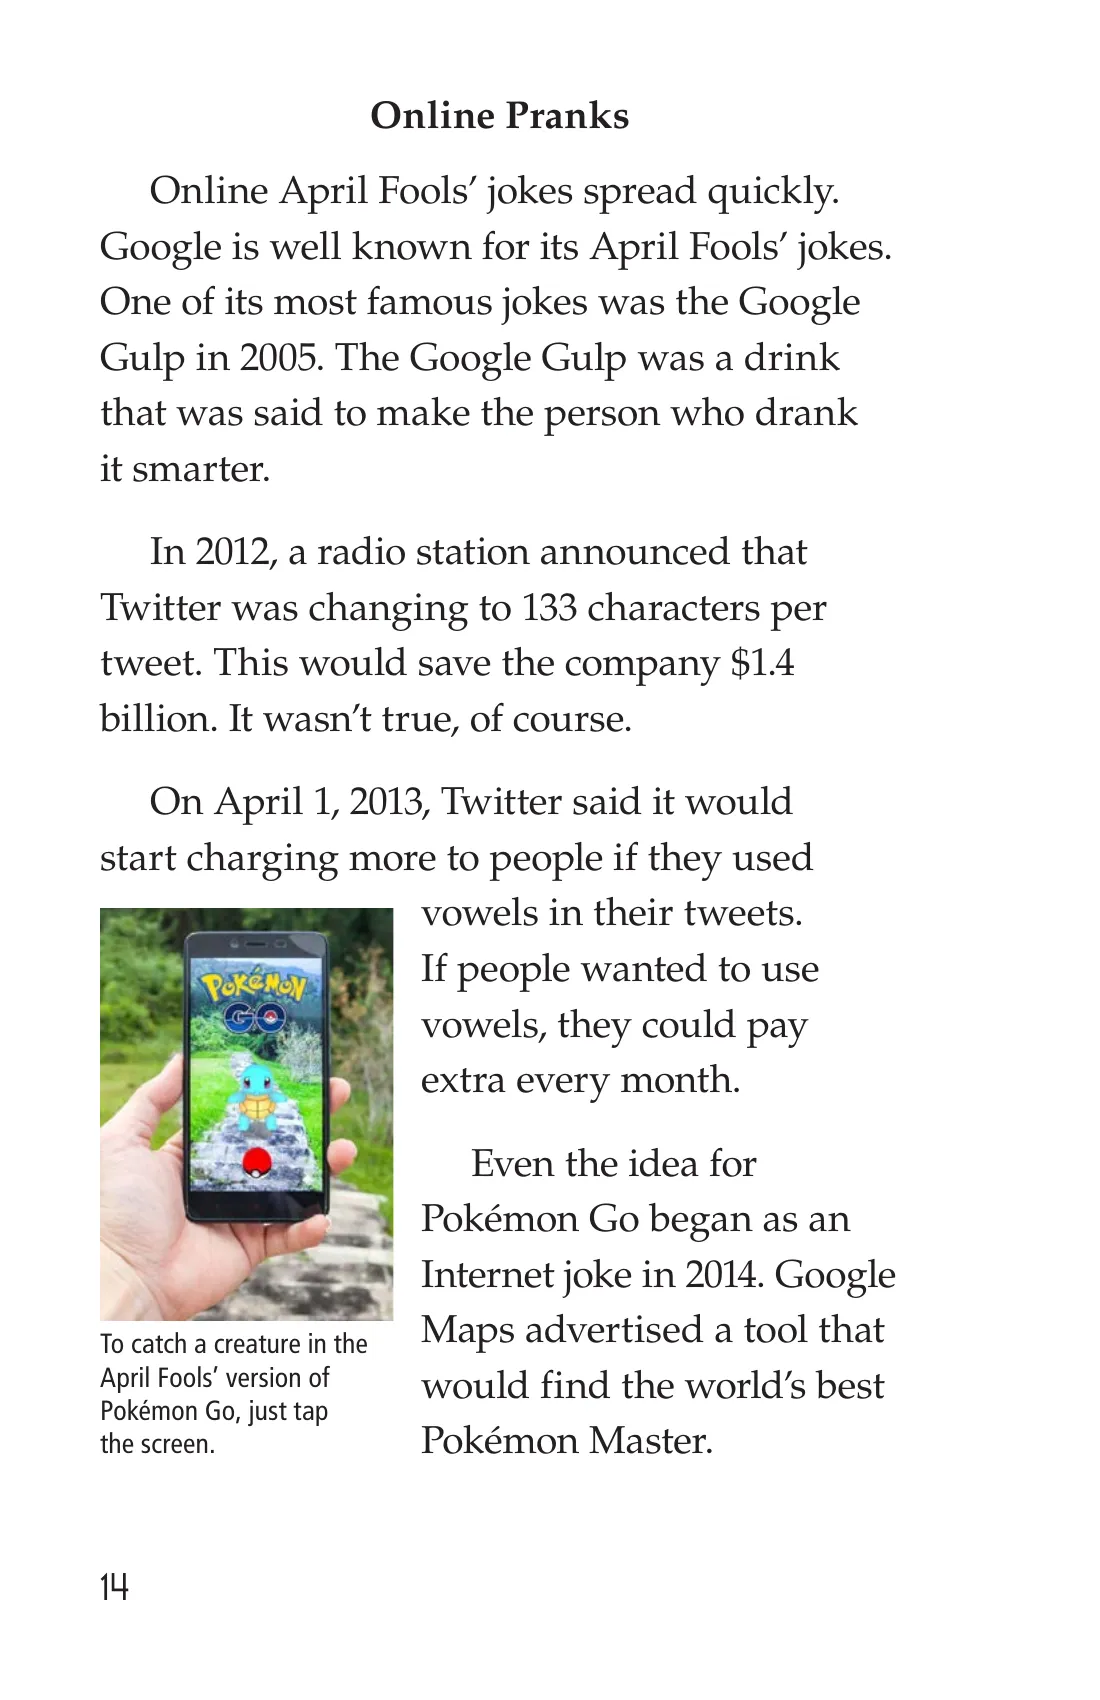 Online Pranks
Online April Fools’ jokes spread quickly.
Google is well known for its April Fools’ jokes.
One of its most famous jokes was the Google
Gulp in 2005. The Google Gulp was a drink
that was said to make the person who drank
it smarter.
In 2012, a radio station announced that
Twitter was changing to 133 characters per
tweet. This would save the company $1.4
billion. It wasn’t true, of course.
On April 1, 2013, Twitter said it would
start charging more to people if they used
vowels in their tweets.
If people wanted to use
vowels, they could pay
extra every month.
Even the idea for
Pokémon Go began as an
Internet joke in 2014. Google
Maps advertised a tool that
would find the world’s best
Pokémon Master.
POKéMON
GO
To catch a creature in the
April Fools’ version of
Pokémon Go, just tap
the screen.
14